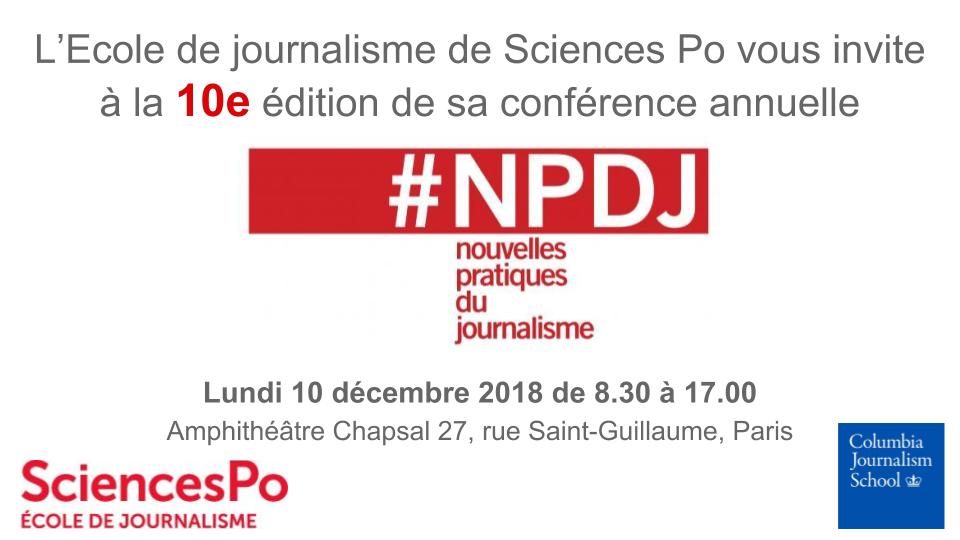 L’Ecole de journalisme de Sciences Po vous invite
à la 10e édition de sa conférence annuelle
#NPDJ
nouvelles
pratiques
du
journalisme
Lundi 10 décembre 2018 de 8.30 à 17.00
Amphithéâtre Chapsal 27, rue Saint-Guillaume, Paris
SciencesPo
ÉCOLE DE JOURNALISME
Columbia
Journalism
School